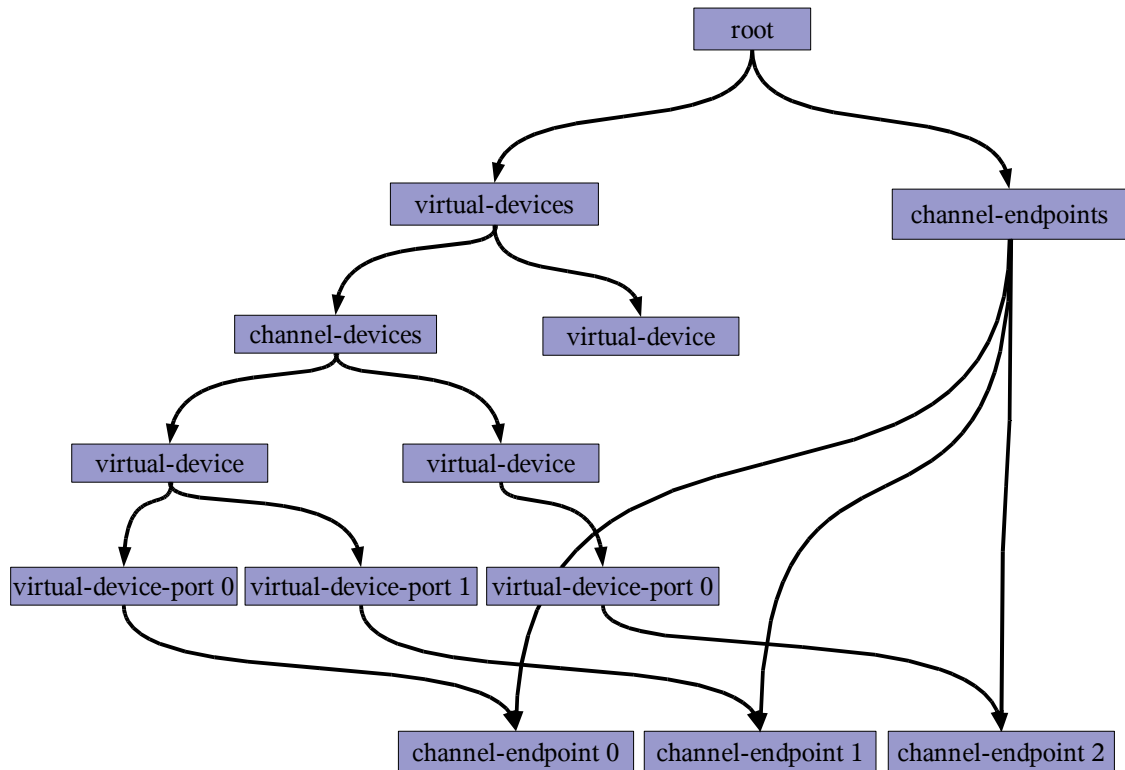 root
virtual-devices
channel-endpoints
channel-devices
virtual-device
virtual-device
virtual-device
virtual-device-port 0
virtual-device-port 1
virtual-device-port 0
channel-endpoint 0
channel-endpoint 1
channel-endpoint 2